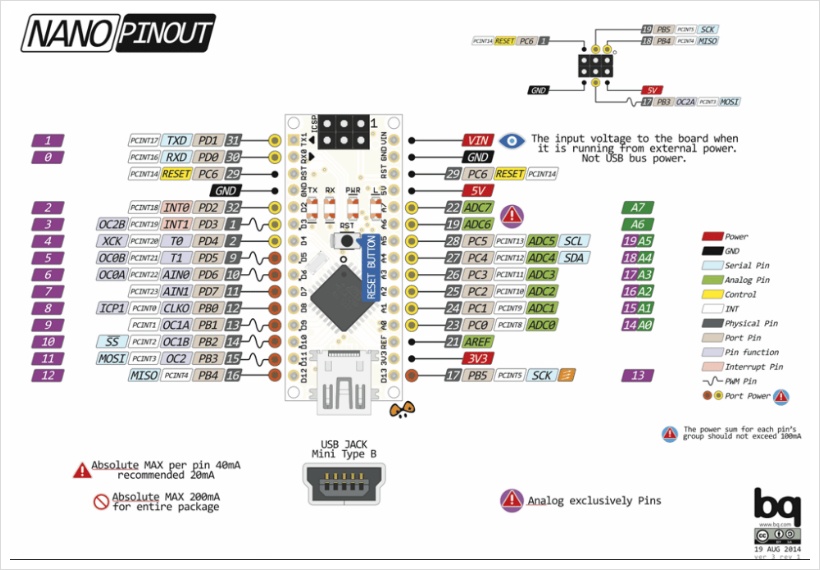 NANO PINOUT
19 PB5 PCINT5 SCK
18 PB4 PCINT4 MISO
PCINT14 RESET PC6 1
GND
5V
17 PB3 OC2A PCINT3 MOSI
The input voltage to the board when
it is running from external power.
Not USB bus power.
ICSP
1
1 PCINT17 TXD PD1 31 TX1 VIN VIN
0 PCINT16 RXD PD0 30 RX0 GND GND
PCINT14 RESET PC6 29 RST RST 29 PC6 RESET PCINT14
GND GND 5V 5V
TX RX PWR L
2 PCINT18 INT0 PD2 32 D2 A7 22 ADC7 A7
3 OC2B PCINT19 INT1 PD3 1 D3 A6 19 ADC6 A6
RST
4 XCK PCINT20 T0 PD4 2 D4 A5 28 PC5 PCINT13 ADC5 SCL 19 A5
5 OC0B PCINT21 T1 PD5 9 D5 A4 27 PC4 PCINT12 ADC4 SDA 18 A4
6 OC0A PCINT22 AIN0 PD6 10 D6 A3 26 PC3 PCINT11 ADC3 17 A3
7 PCINT23 AIN1 PD7 11 D7 A2 25 PC2 PCINT10 ADC2 16 A2
8 ICP1 PCINT0 CLKO PB0 12 D8 A1 24 PC1 PCINT9 ADC1 15 A1
9 PCINT1 OC1A PB1 13 D9 A0 23 PC0 PCINT8 ADC0 14 A0
10 SS PCINT2 OC1B PB2 14 D10 REF 21 AREF
11 MOSI PCINT3 OC2 PB3 15 D11 3V3 3V3
12 MISO PCINT4 PB4 16 D12 D13 17 PB5 PCINT5 SCK 13
RESET BUTTON
Power
GND
Serial Pin
Analog Pin
Control
INT
Physical Pin
Port Pin
Pin function
Interrupt Pin
PWM Pin
Port Power
The power sum for each pin's
group should not exceed 100mA
USB JACK
Mini Type B
Absolute MAX per pin 40mA
recommended 20mA
Absolute MAX 200mA
for entire package
Analog exclusively Pins
bq
www.bq.com
cc BY SA
19 AUG 2014
ver 3 rev 1